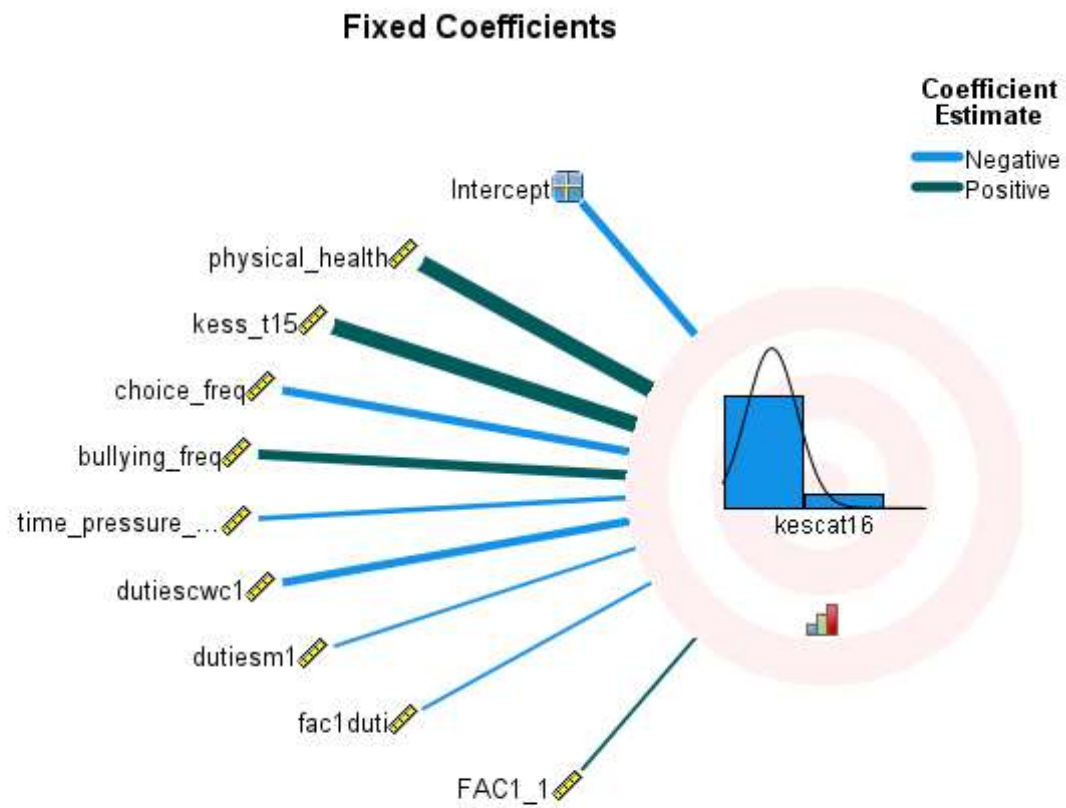 Fixed Coefficients
Coefficient
Estimate
Negative
Positive
Intercept
physical_health
kess_t15
choice_freq
bullying_freq
time_pressure_...
dutiescwc1
dutiesm1
fac1duti
FAC1_1
kescat16